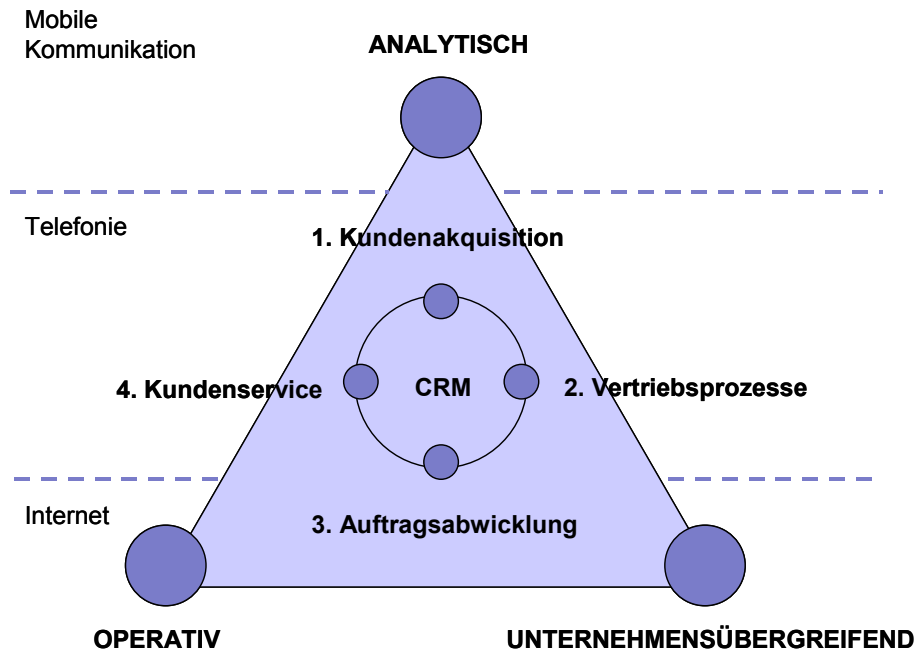 Mobile
Kommunikation
ANALYTISCH
Telefonie
1. Kundenakquisition
4. Kundenservice
CRM
2. Vertriebsprozesse
Internet
3. Auftragsabwicklung
OPERATIV
UNTERNEHMENSÜBERGREIFEND